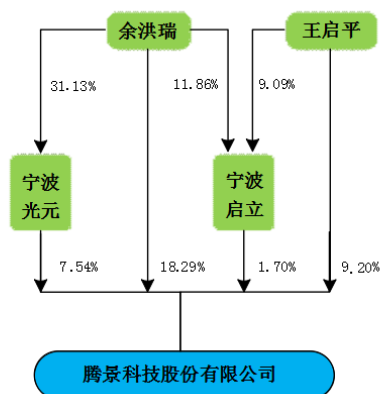 余洪瑞
王启平
31.13%
11.86%
9.09%
宁波
光元
宁波
启立
7.54%
18.29%
1.70%
9.20%
腾景科技股份有限公司